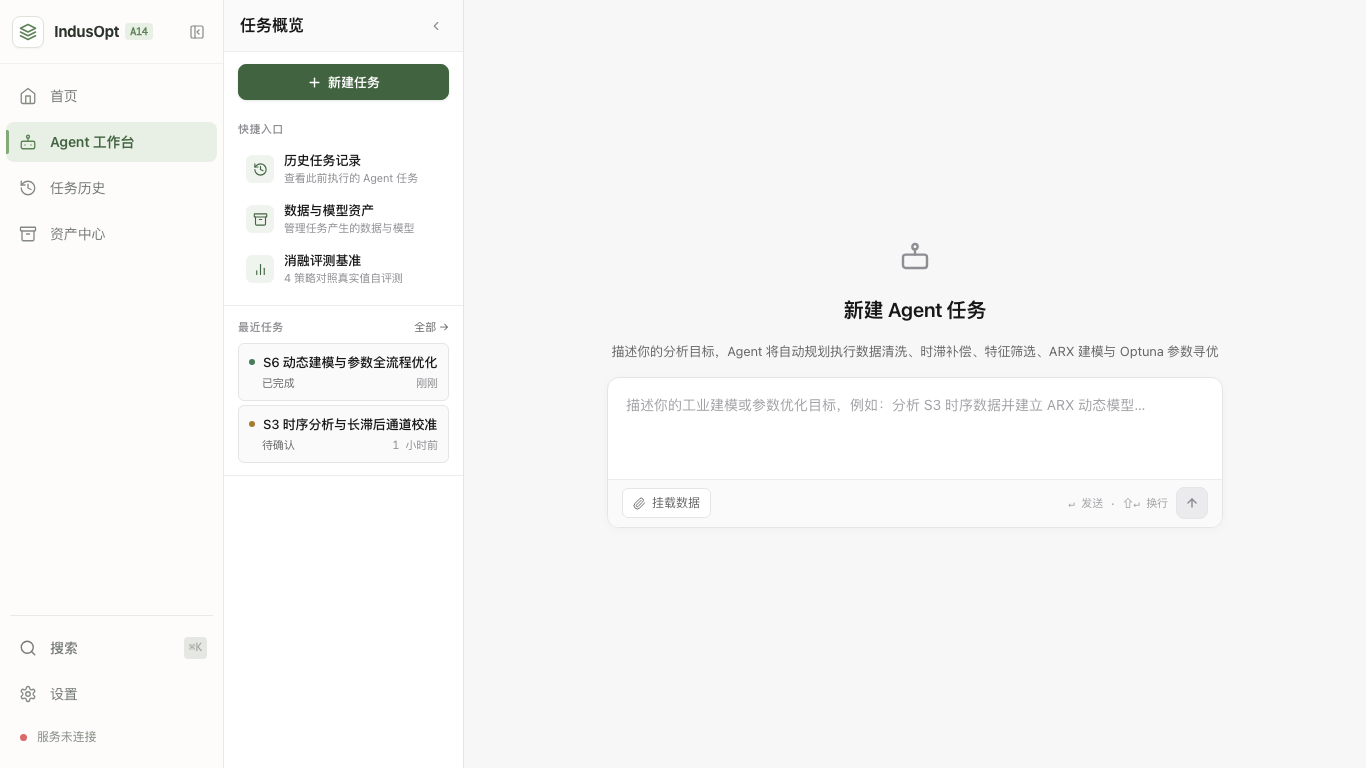 IndusOpt A14
首页
Agent 工作台
任务历史
资产中心
搜索 ⌘K
设置
服务未连接
任务概览
新建任务
快捷入口
历史任务记录
查看此前执行的 Agent 任务
数据与模型资产
管理任务产生的数据与模型
消融评测基准
4 策略对照真实值自评测
最近任务 全部 →
S6 动态建模与参数全流程优化
已完成 刚刚
S3 时序分析与长滞后通道校准
待确认 1 小时前
新建 Agent 任务
描述你的分析目标，Agent 将自动规划执行数据清洗、时滞补偿、特征筛选、ARX 建模与 Optuna 参数寻优
描述你的工业建模或参数优化目标，例如：分析 S3 时序数据并建立 ARX 动态模型...
挂载数据 ↵ 发送 · ⇧↵ 换行